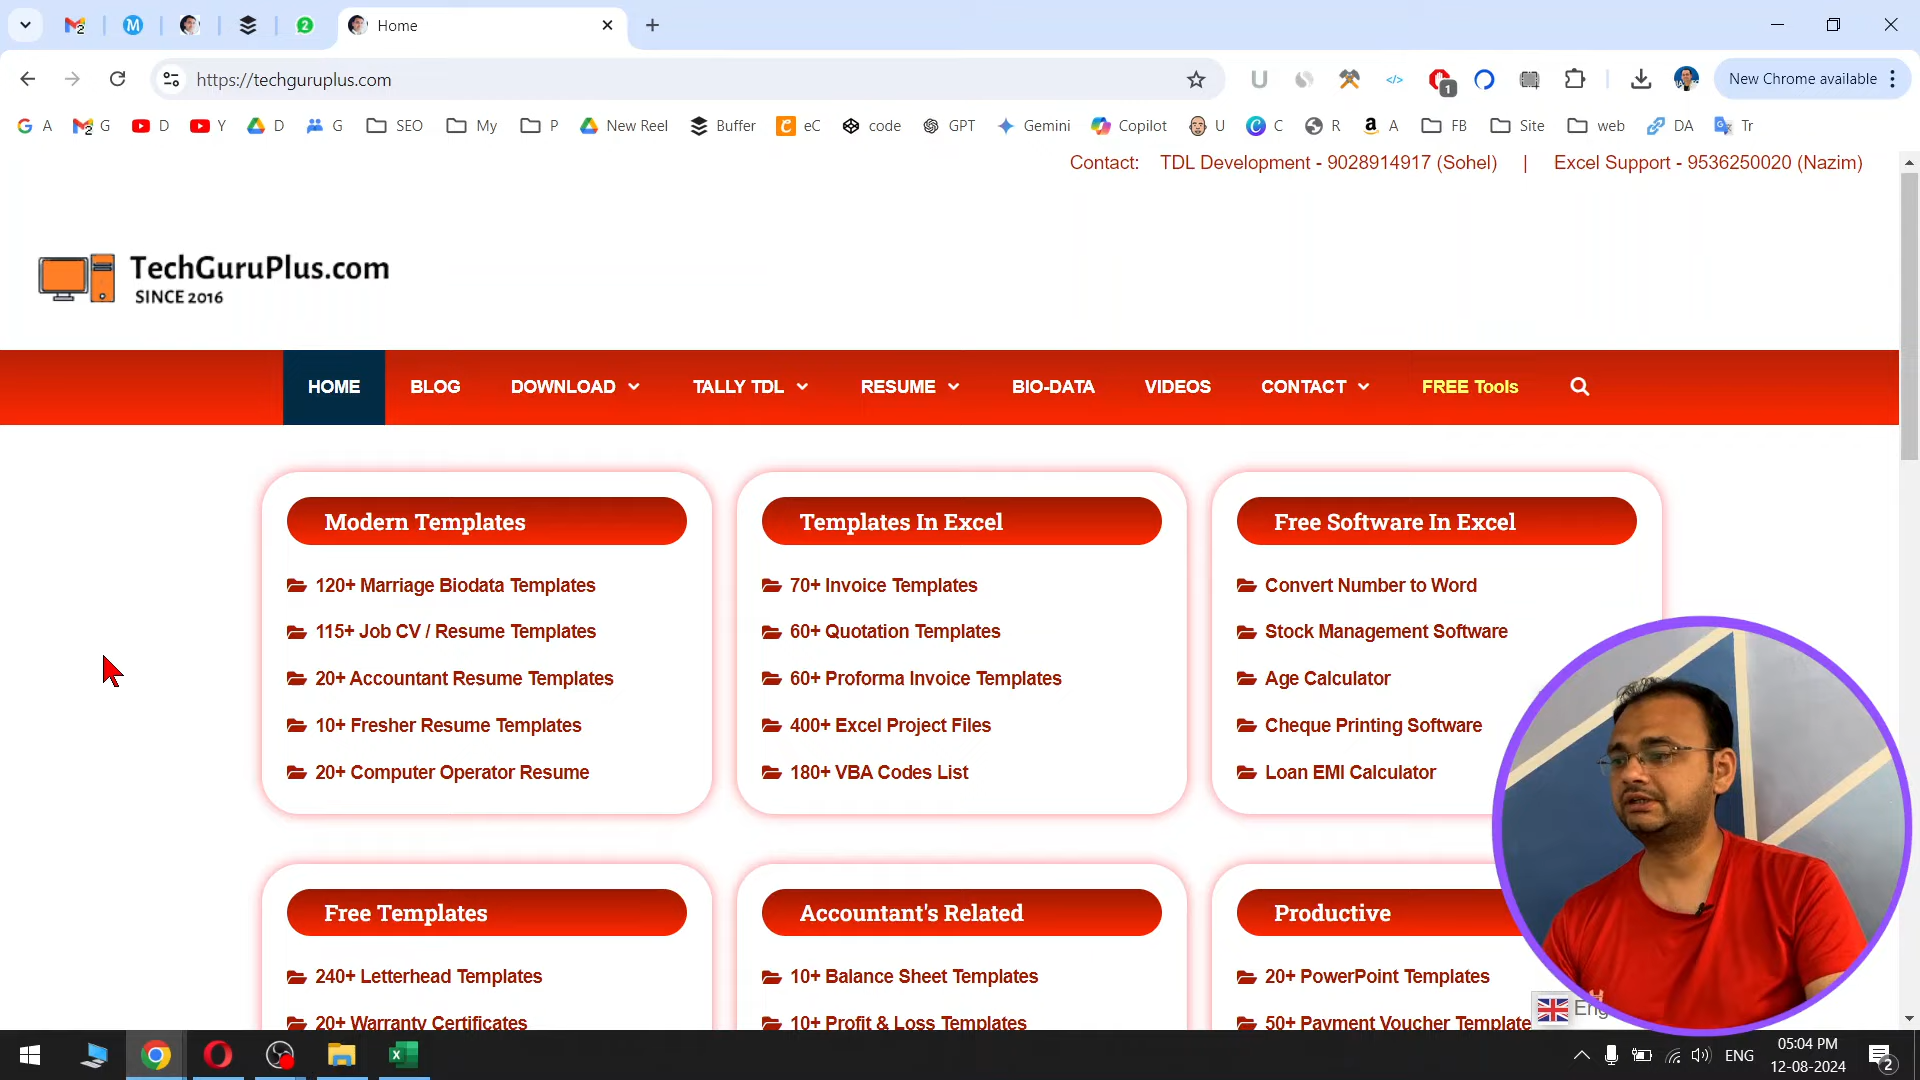 Home
https://techguruplus.com
1
New Chrome available
A
G
D
Y
D
G
SEO
My
P
New Reel
Buffer
eC
code
GPT
Gemini
Copilot
U
C
R
A
FB
Site
web
DA
Tr
Contact: TDL Development - 9028914917 (Sohel) | Excel Support - 9536250020 (Nazim)
TechGuruPlus.com
SINCE 2016
HOME
BLOG
DOWNLOAD
TALLY TDL
RESUME
BIO-DATA
VIDEOS
CONTACT
FREE Tools
Modern Templates
120+ Marriage Biodata Templates
115+ Job CV / Resume Templates
20+ Accountant Resume Templates
10+ Fresher Resume Templates
20+ Computer Operator Resume
Templates In Excel
70+ Invoice Templates
60+ Quotation Templates
60+ Proforma Invoice Templates
400+ Excel Project Files
180+ VBA Codes List
Free Software In Excel
Convert Number to Word
Stock Management Software
Age Calculator
Cheque Printing Software
Loan EMI Calculator
Free Templates
240+ Letterhead Templates
20+ Warranty Certificates
Accountant's Related
10+ Balance Sheet Templates
10+ Profit & Loss Templates
Productive
20+ PowerPoint Templates
50+ Payment Voucher Template
ENG
05:04 PM
12-08-2024
2